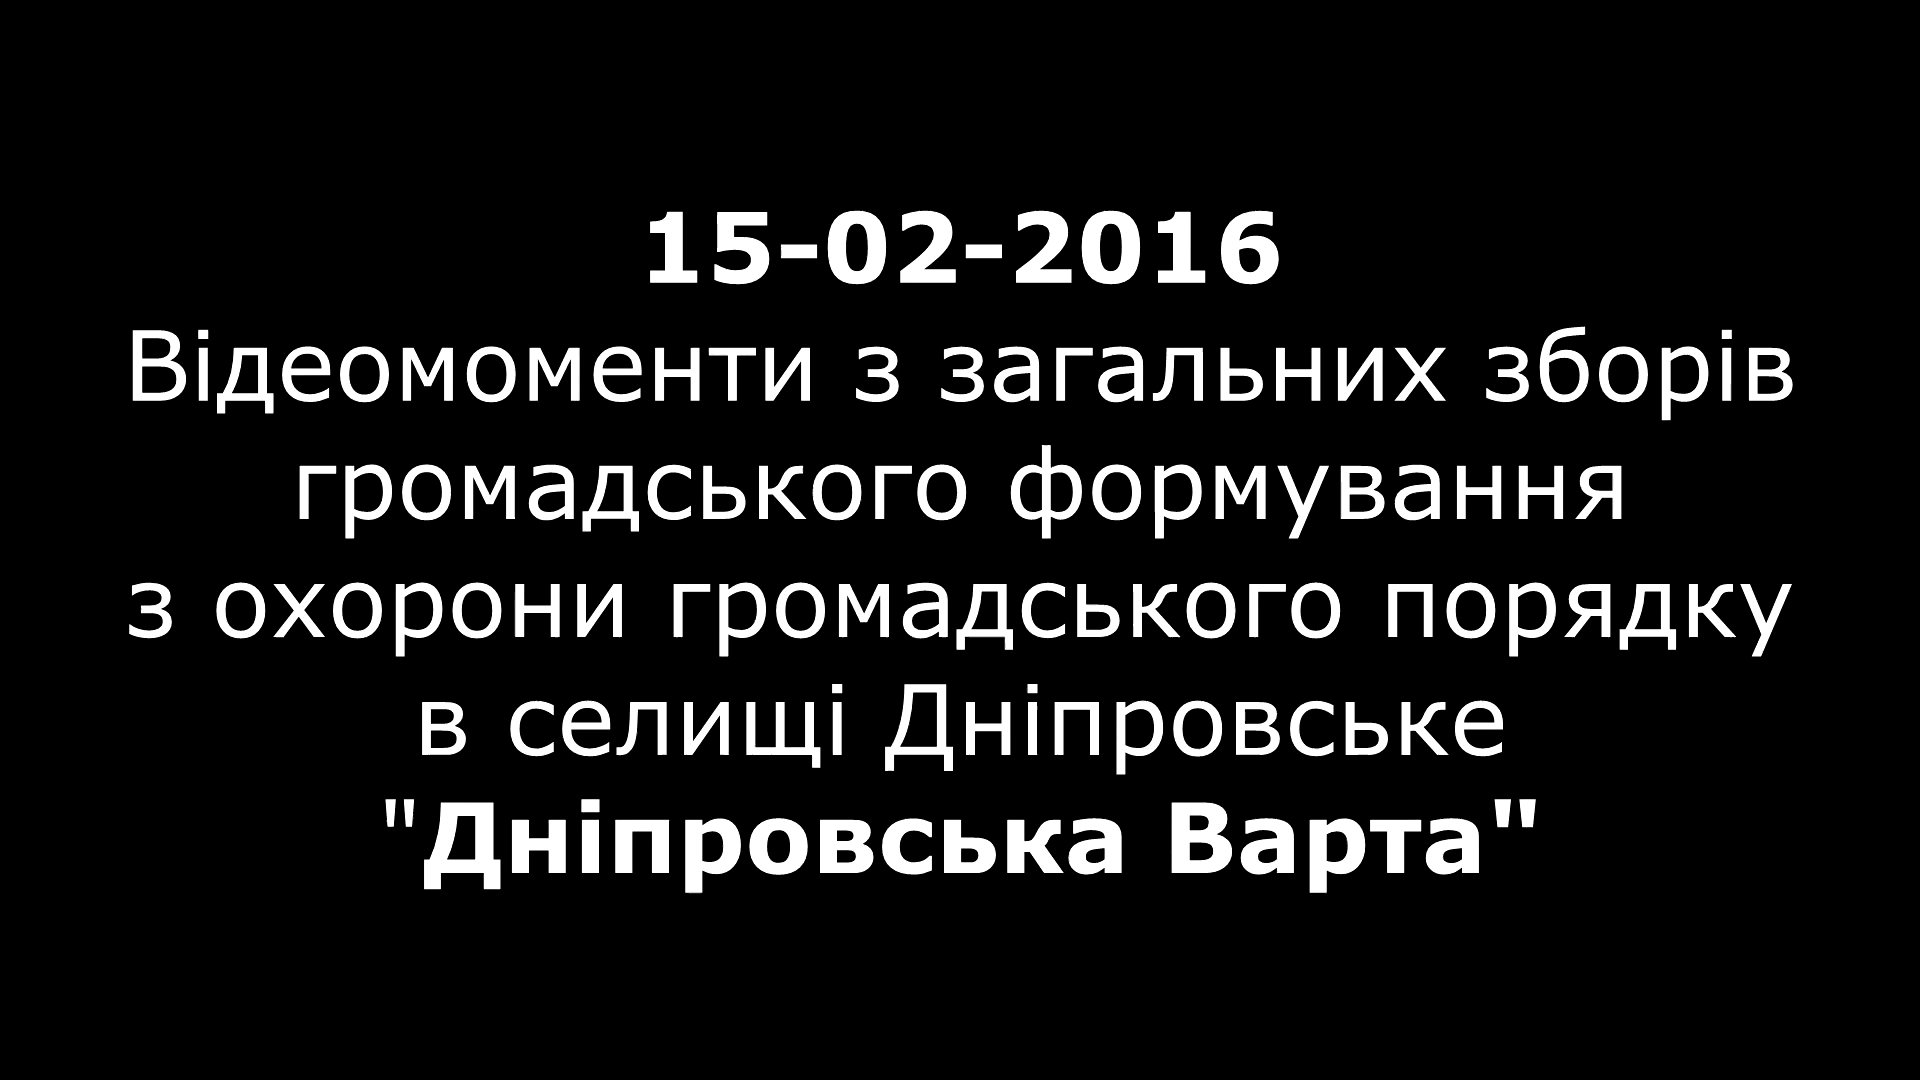 15-02-2016
Відеомоменти з загальних зборів
громадського формування
з охорони громадського порядку
в селищі Дніпровське
"Дніпровська Варта"